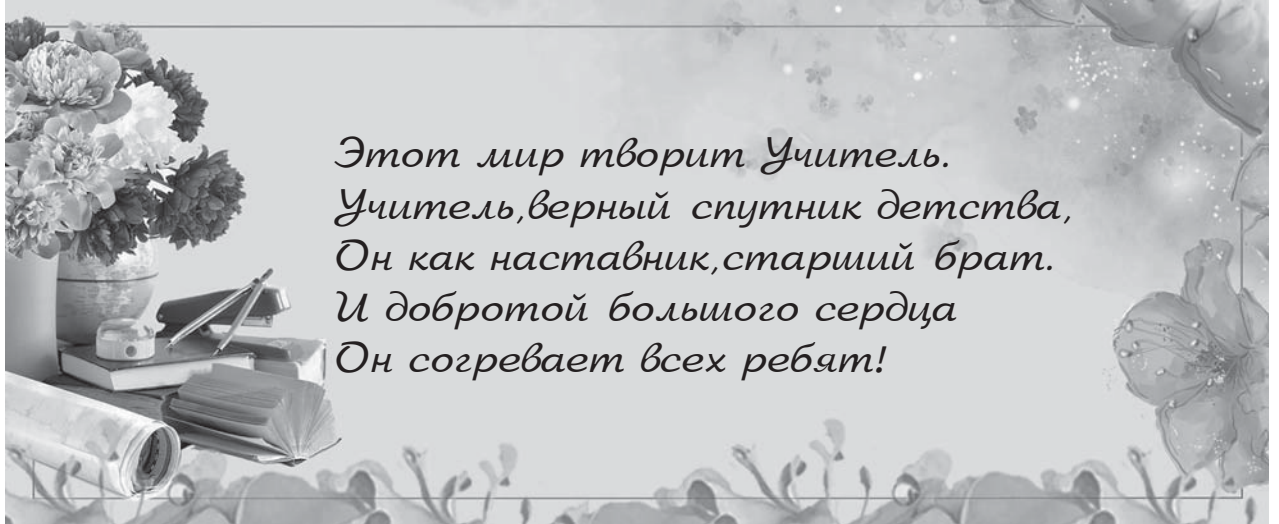 Этот мир творит Учитель.
Учитель,верный спутник детства,
Он как наставник,старший брат.
И добротой большого сердца
Он согревает всех ребят!